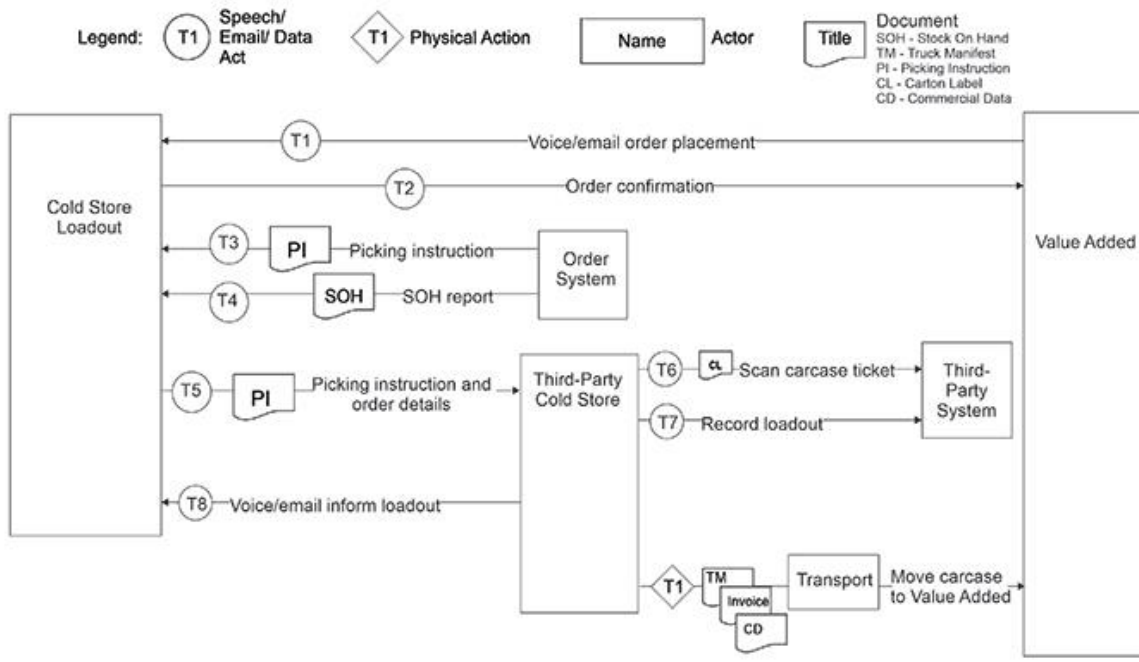 Legend:
T1
Speech/
Email/ Data
Act
T1
Physical Action
Name
Actor
Title
Document
SOH - Stock On Hand
TM - Truck Manifest
PI - Picking Instruction
CL - Carton Label
CD - Commercial Data
Cold Store
Loadout
T1
Voice/email order placement
T2
Order confirmation
Value Added
T3
PI
Picking instruction
Order
System
T4
SOH
SOH report
T5
PI
Picking instruction and
order details
Third-Party
Cold Store
T6
CL
Scan carcase ticket
Third-
Party
System
T7
Record loadout
T8
Voice/email inform loadout
T1
TM
Invoice
CD
Transport
Move carcase
to Value Added